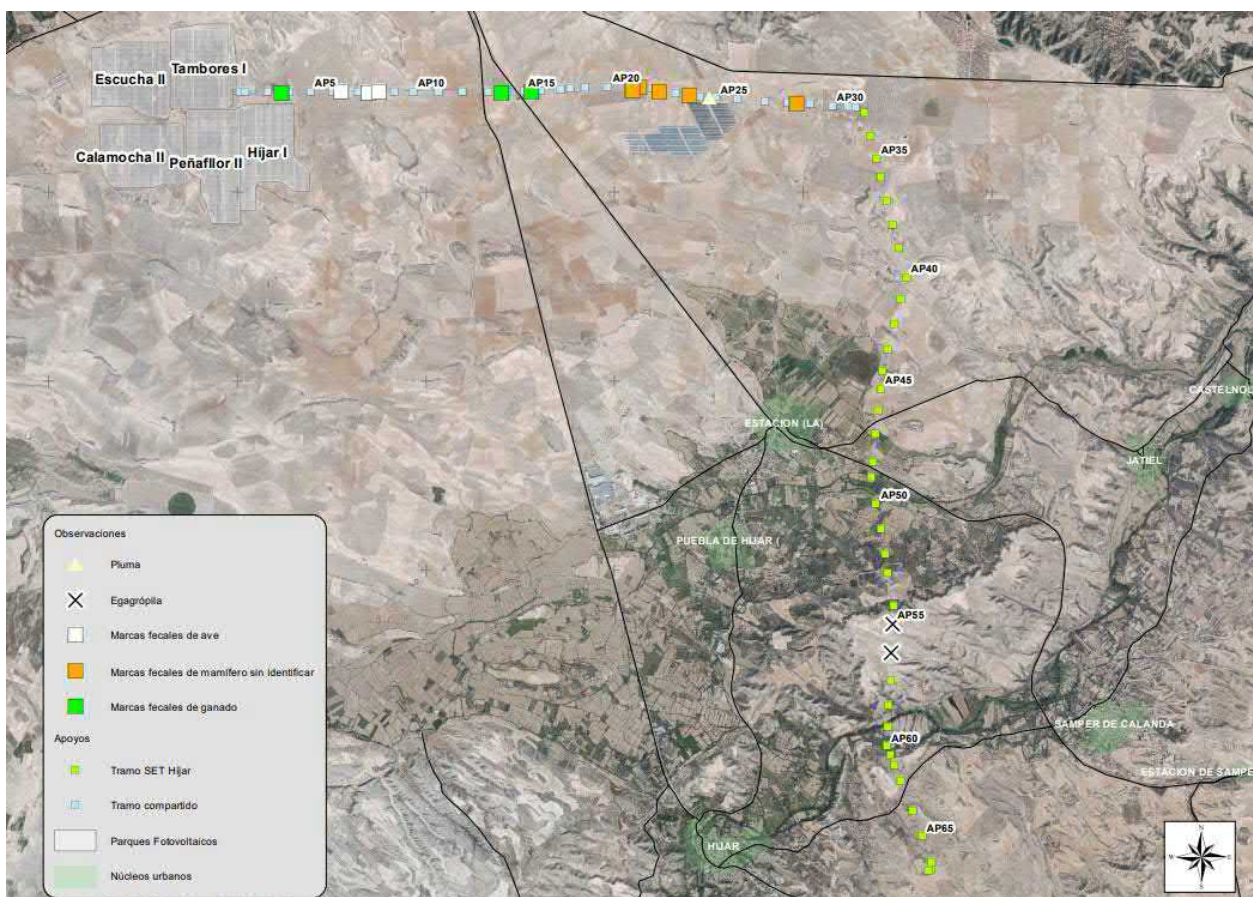 Escucha II
Tambores I
AP5
AP10
AP15
AP20
AP25
AP30
Calamocha II
Peñafllor II
Híjar I
AP35
AP40
AP45
ESTACION (LA)
CASTELNOU
JATIEL
AP50
PUEBLA DE HIJAR (
AP55
SAMPER DE CALANDA
AP60
ESTACION DE SAMPE
AP65
HIJAR
Observaciones
Pluma
Egagrópila
Marcas fecales de ave
Marcas fecales de mamífero sin identificar
Marcas fecales de ganado
Apoyos
Tramo SET Híjar
Tramo compartido
Parques Fotovoltaicos
Núcleos urbanos
N
W
E
S